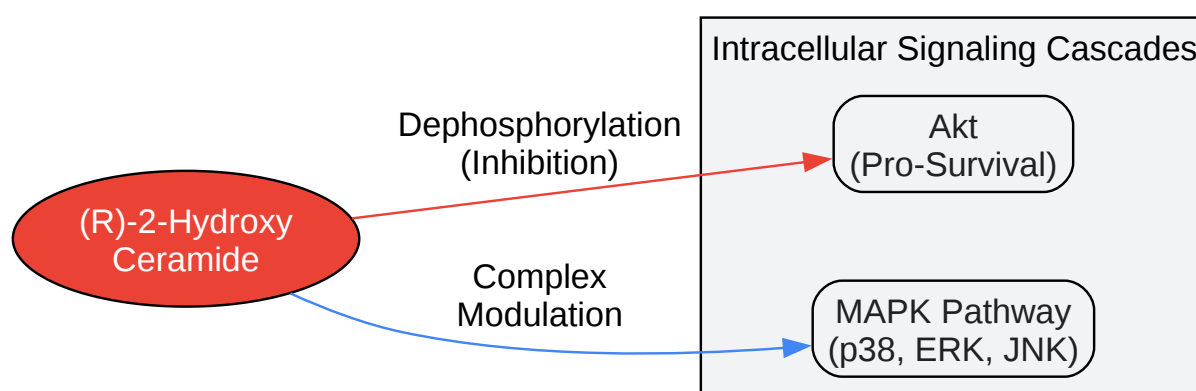 Intracellular Signaling Cascades
Dephosphorylation
(Inhibition)
Akt
(Pro-Survival)
(R)-2-Hydroxy
Ceramide
Complex
Modulation
MAPK Pathway
(p38, ERK, JNK)